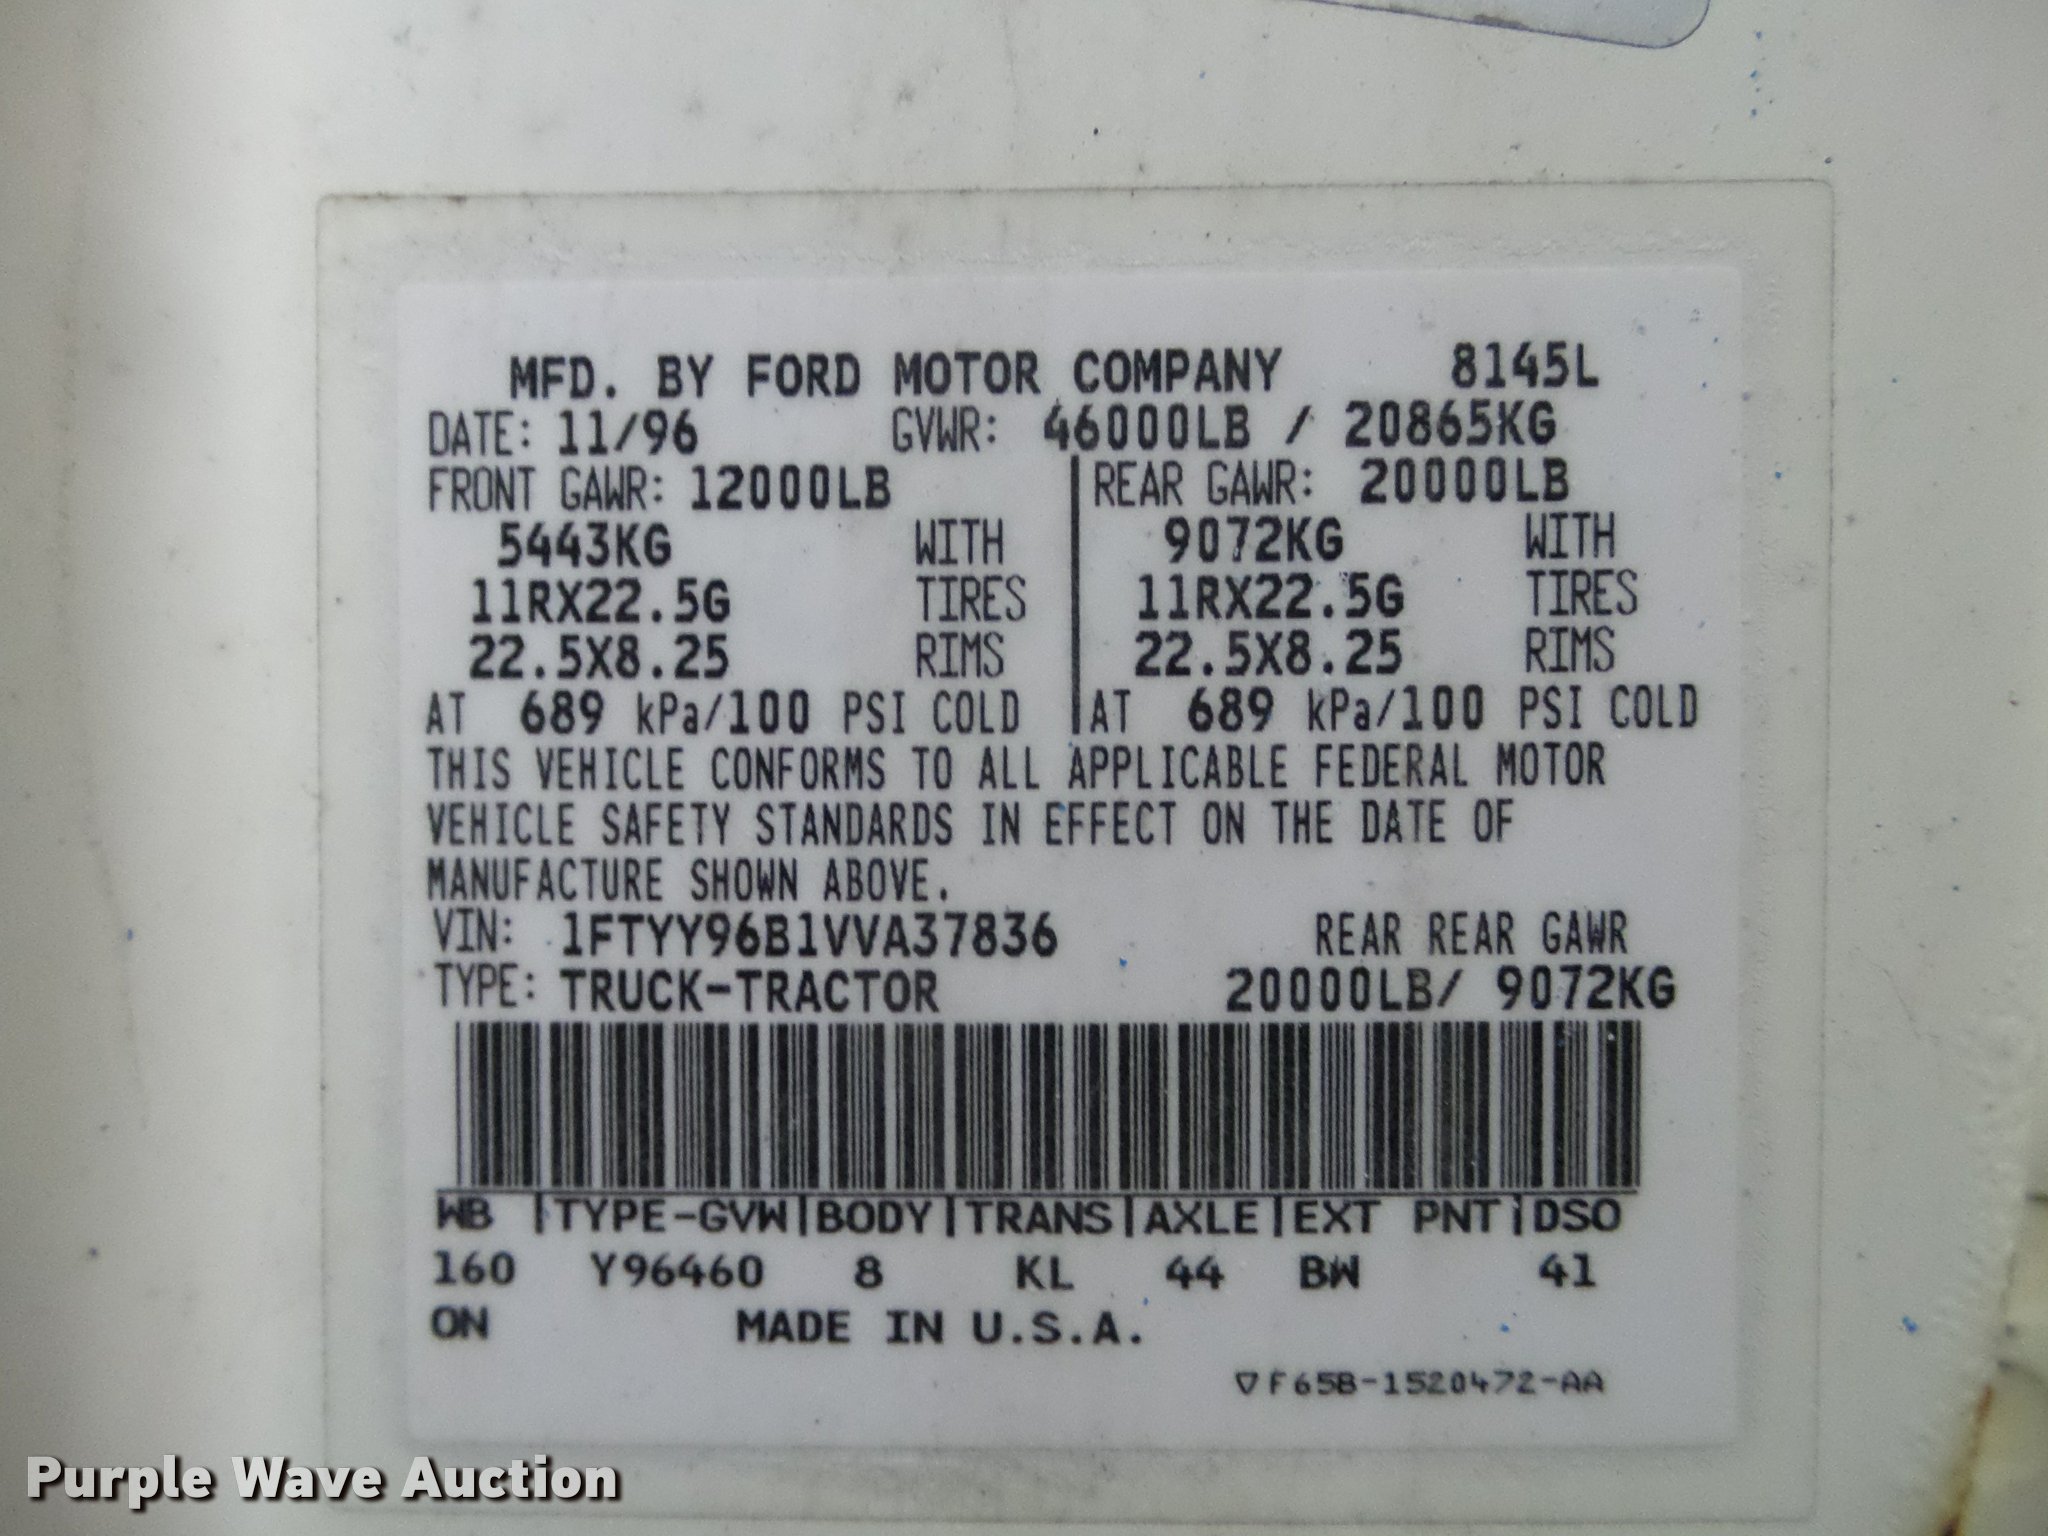 MFD. BY FORD MOTOR COMPANY 8145L
DATE: 11/96 GVWR: 46000LB / 20865KG
FRONT GAWR: 12000LB REAR GAWR: 20000LB
5443KG WITH 9072KG WITH
11RX22.5G TIRES 11RX22.5G TIRES
22.5X8.25 RIMS 22.5X8.25 RIMS
AT 689 kPa/100 PSI COLD AT 689 kPa/100 PSI COLD
THIS VEHICLE CONFORMS TO ALL APPLICABLE FEDERAL MOTOR
VEHICLE SAFETY STANDARDS IN EFFECT ON THE DATE OF
MANUFACTURE SHOWN ABOVE.
VIN: 1FTYY96B1VVA37836 REAR REAR GAWR
TYPE: TRUCK-TRACTOR 20000LB/ 9072KG
WB | TYPE-GVW | BODY | TRANS | AXLE | EXT PNT | DSO
160 Y96460 8 KL 44 BW 41
ON MADE IN U.S.A.
▽F65B-1520472-AA
Purple Wave Auction